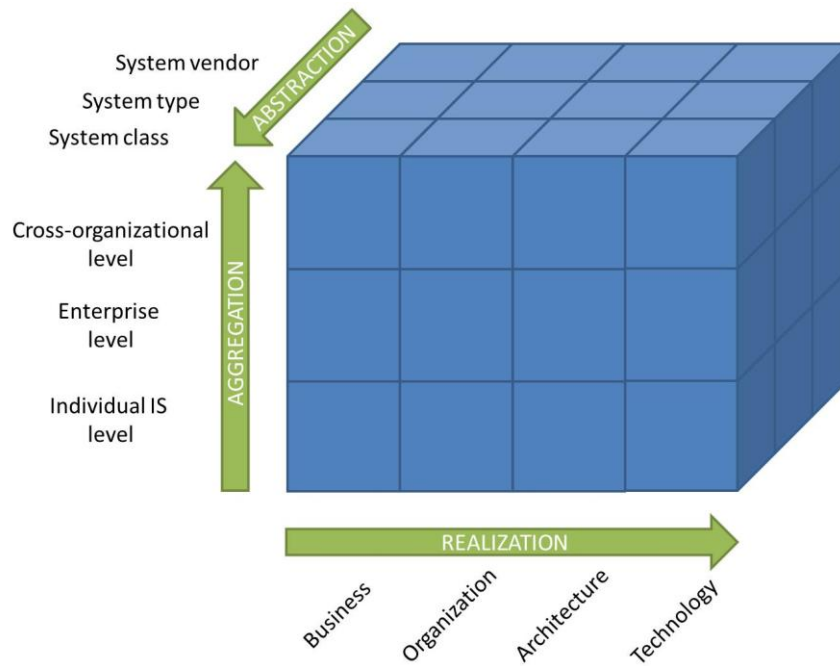 System vendor
System type
System class
ABSTRACTION
Cross-organizational
level
Enterprise
level
Individual IS
level
AGGREGATION
REALIZATION
Business
Organization
Architecture
Technology